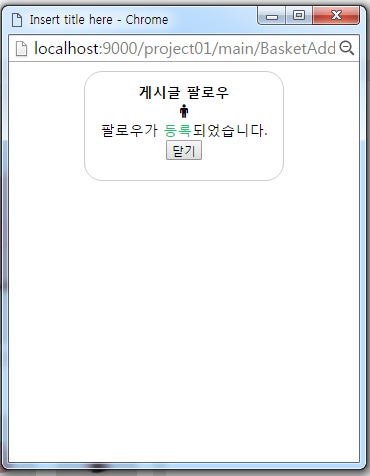 Insert title here - Chrome
localhost:9000/project01/main/BasketAdd
게시글 팔로우
팔로우가 등록되었습니다.
닫기